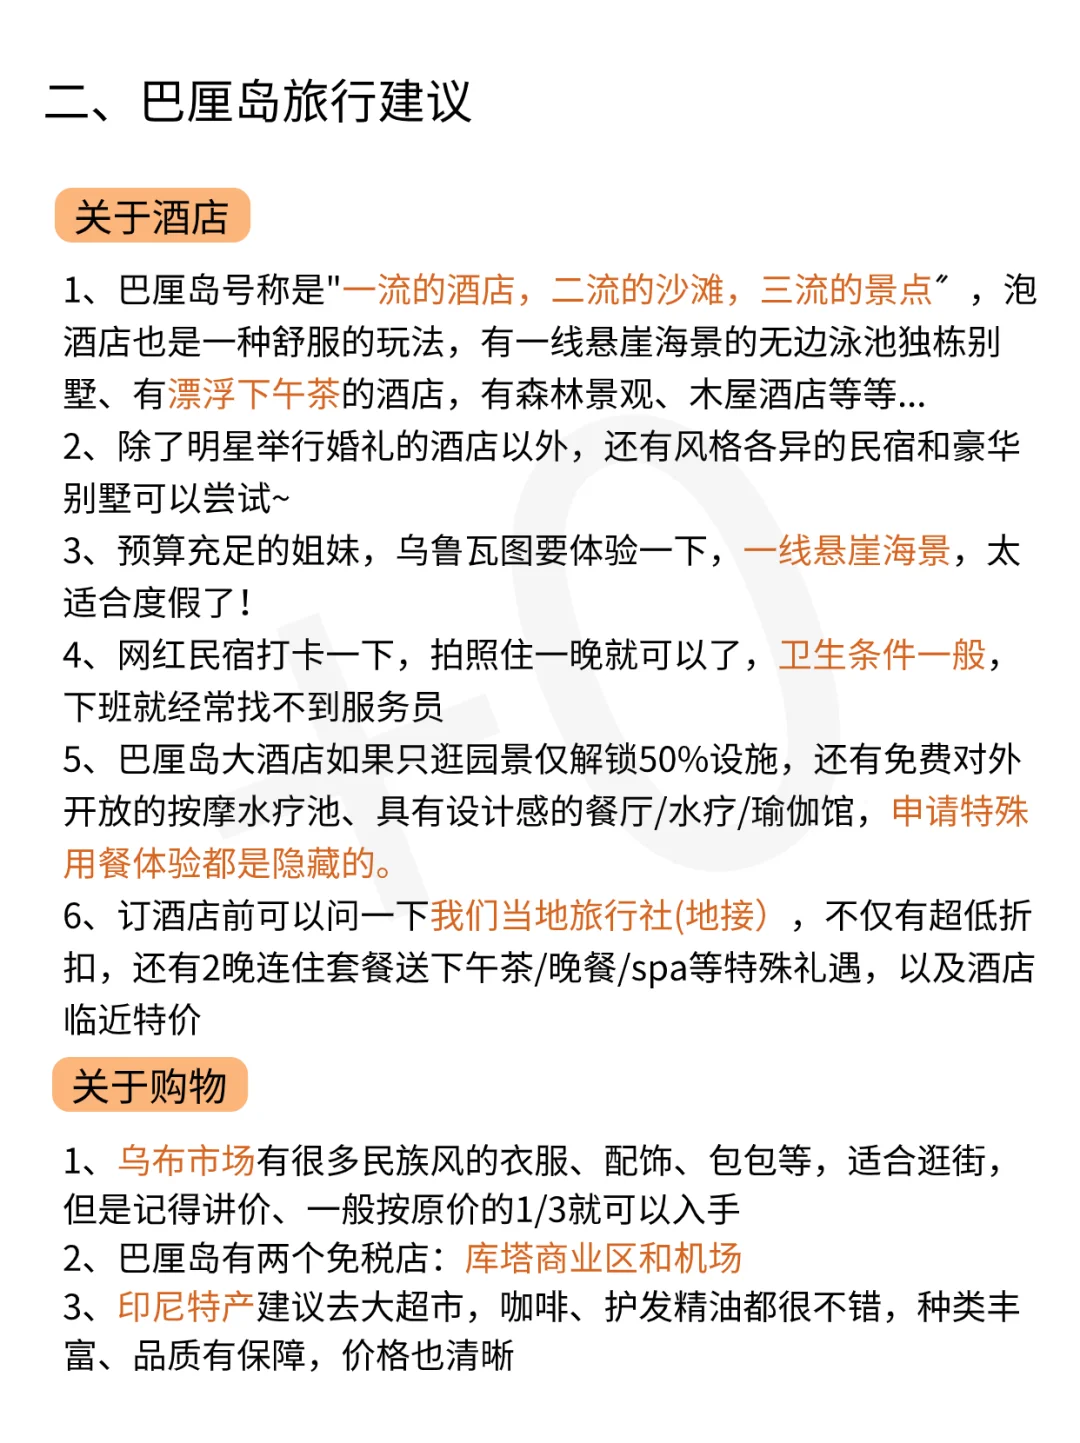 二、巴厘岛旅行建议
关于酒店
1、巴厘岛号称是"一流的酒店，二流的沙滩，三流的景点〞，泡
酒店也是一种舒服的玩法，有一线悬崖海景的无边泳池独栋别
墅、有漂浮下午茶的酒店，有森林景观、木屋酒店等等...
2、除了明星举行婚礼的酒店以外，还有风格各异的民宿和豪华
别墅可以尝试~
3、预算充足的姐妹，乌鲁瓦图要体验一下，一线悬崖海景，太
适合度假了！
4、网红民宿打卡一下，拍照住一晚就可以了，卫生条件一般，
下班就经常找不到服务员
5、巴厘岛大酒店如果只逛园景仅解锁50%设施，还有免费对外
开放的按摩水疗池、具有设计感的餐厅/水疗/瑜伽馆，申请特殊
用餐体验都是隐藏的。
6、订酒店前可以问一下我们当地旅行社(地接），不仅有超低折
扣，还有2晚连住套餐送下午茶/晚餐/spa等特殊礼遇，以及酒店
临近特价
关于购物
1、乌布市场有很多民族风的衣服、配饰、包包等，适合逛街，
但是记得讲价、一般按原价的1/3就可以入手
2、巴厘岛有两个免税店：库塔商业区和机场
3、印尼特产建议去大超市，咖啡、护发精油都很不错，种类丰
富、品质有保障，价格也清晰